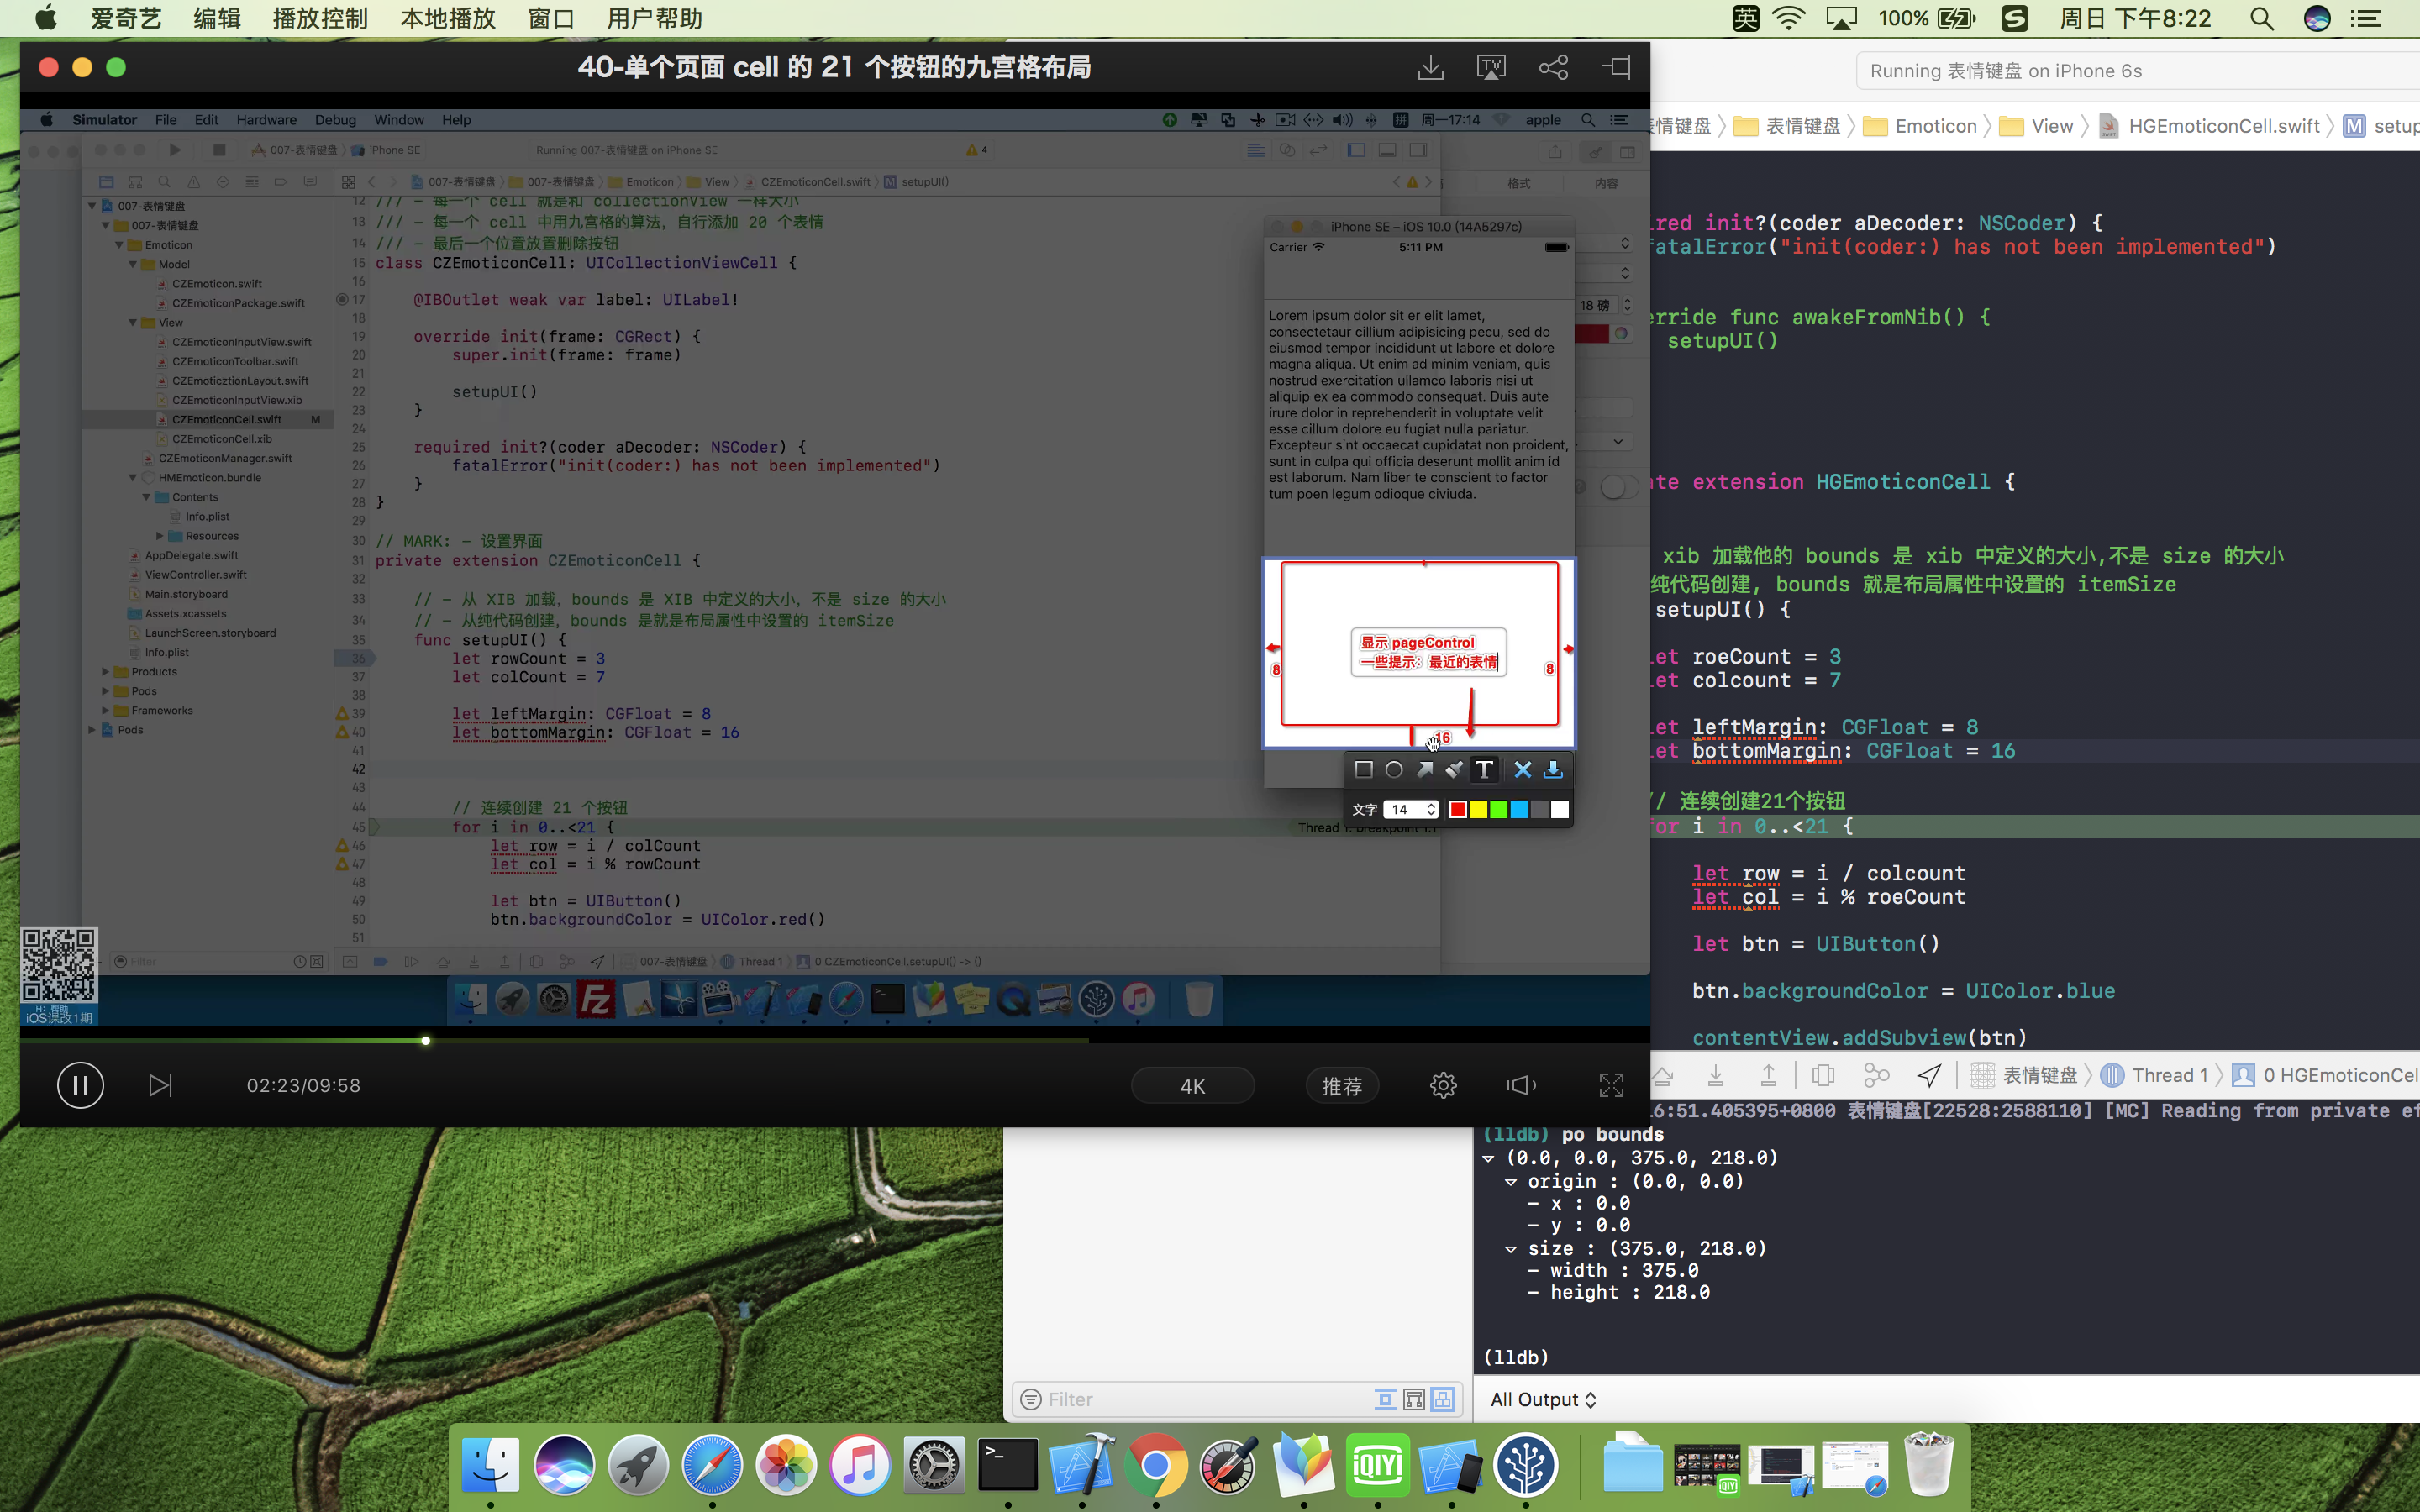 爱奇艺 编辑 播放控制 本地播放 窗口 用户帮助
英 100% 周日 下午8:22
40-单个页面 cell 的 21 个按钮的九宫格布局
Simulator File Edit Hardware Debug Window Help
拼 周一17:14 apple
007-表情键盘 iPhone SE
Running 007-表情键盘 on iPhone SE
4
007-表情键盘 007-表情键盘 Emoticon View CZEmoticonCell.swift setupUI()
格式 内容
007-表情键盘
007-表情键盘
Emoticon
Model
CZEmoticon.swift
CZEmoticonPackage.swift
View
CZEmoticonInputView.swift
CZEmoticonToolbar.swift
CZEmoticztionLayout.swift
CZEmoticonInputView.xib
CZEmoticonCell.swift M
CZEmoticonCell.xib
CZEmoticonManager.swift
HMEmoticon.bundle
Contents
Info.plist
Resources
AppDelegate.swift
ViewController.swift
Main.storyboard
Assets.xcassets
LaunchScreen.storyboard
Info.plist
Products
Pods
Frameworks
Pods
Filter
12 /// - 每一个 cell 就是和 collectionView 一样大小
13 /// - 每一个 cell 中用九宫格的算法，自行添加 20 个表情
14 /// - 最后一个位置放置删除按钮
15 class CZEmoticonCell: UICollectionViewCell {
16
17 @IBOutlet weak var label: UILabel!
18
19 override init(frame: CGRect) {
20 super.init(frame: frame)
21
22 setupUI()
23 }
24
25 required init?(coder aDecoder: NSCoder) {
26 fatalError("init(coder:) has not been implemented")
27 }
28 }
29
30 // MARK: - 设置界面
31 private extension CZEmoticonCell {
32
33 // - 从 XIB 加载，bounds 是 XIB 中定义的大小，不是 size 的大小
34 // - 从纯代码创建，bounds 是就是布局属性中设置的 itemSize
35 func setupUI() {
36 let rowCount = 3
37 let colCount = 7
38
39 let leftMargin: CGFloat = 8
40 let bottomMargin: CGFloat = 16
41
42
43
44 // 连续创建 21 个按钮
45 for i in 0..<21 {
46 let row = i / colCount
47 let col = i % rowCount
48
49 let btn = UIButton()
50 btn.backgroundColor = UIColor.red()
51
007-表情键盘 Thread 1 0 CZEmoticonCell.setupUI() -> ()
iPhone SE – iOS 10.0 (14A5297c)
Carrier 5:11 PM
18 磅
Lorem ipsum dolor sit er elit lamet,
consectetaur cillium adipisicing pecu, sed do
eiusmod tempor incididunt ut labore et dolore
magna aliqua. Ut enim ad minim veniam, quis
nostrud exercitation ullamco laboris nisi ut
aliquip ex ea commodo consequat. Duis aute
irure dolor in reprehenderit in voluptate velit
esse cillum dolore eu fugiat nulla pariatur.
Excepteur sint occaecat cupidatat non proident,
sunt in culpa qui officia deserunt mollit anim id
est laborum. Nam liber te conscient to factor
tum poen legum odioque civiuda.
显示 pageControl
一些提示：最近的表情
8 8
16
T
文字 14
Thread 1: breakpoint 1.1
iOS课改1期
02:23/09:58
4K 推荐
Running 表情键盘 on iPhone 6s
表情键盘 Emoticon View HGEmoticonCell.swift M
init?(coder aDecoder: NSCoder) {
("init(coder:) has not been implemented")
func awakeFromNib() {
setupUI()
extension HGEmoticonCell {
xib 加载他的 bounds 是 xib 中定义的大小,不是 size 的大小
纯代码创建, bounds 就是布局属性中设置的 itemSize
setupUI() {
roeCount = 3
colcount = 7
leftMargin: CGFloat = 8
bottomMargin: CGFloat = 16
/ 连续创建21个按钮
for i in 0..<21 {
let row = i / colcount
let col = i % roeCount
let btn = UIButton()
btn.backgroundColor = UIColor.blue
contentView.addSubview(btn)
表情键盘 Thread 1 0 HGEmoticonCel
6:51.405395+0800 表情键盘[22528:2588110] [MC] Reading from private ef
(lldb) po bounds
(0.0, 0.0, 375.0, 218.0)
origin : (0.0, 0.0)
- x : 0.0
- y : 0.0
size : (375.0, 218.0)
- width : 375.0
- height : 218.0
(lldb)
Filter
All Output